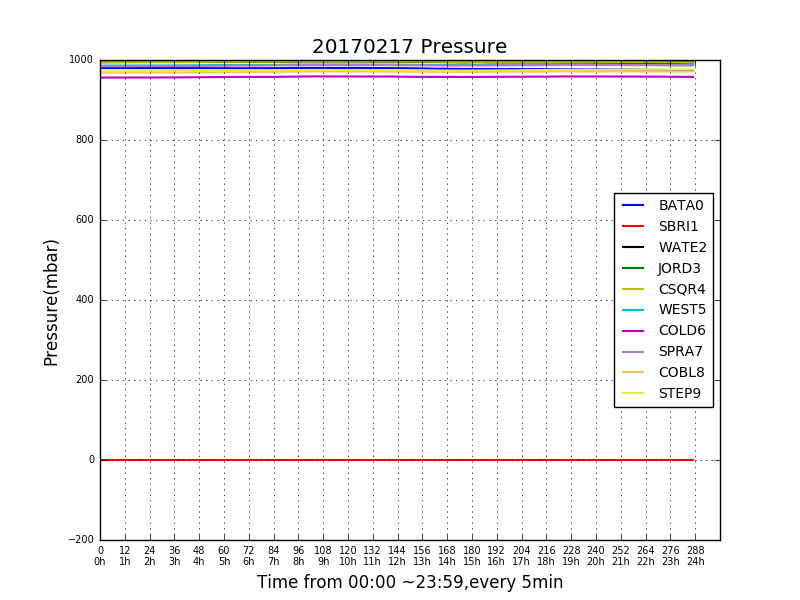 20170217 Pressure
1000
800
600
400
200
0
−200
Pressure(mbar)
BATA0
SBRI1
WATE2
JORD3
CSQR4
WEST5
COLD6
SPRA7
COBL8
STEP9
0 12 24 36 48 60 72 84 96 108 120 132 144 156 168 180 192 204 216 228 240 252 264 276 288
0h 1h 2h 3h 4h 5h 6h 7h 8h 9h 10h 11h 12h 13h 14h 15h 16h 17h 18h 19h 20h 21h 22h 23h 24h
Time from 00:00 ~23:59,every 5min